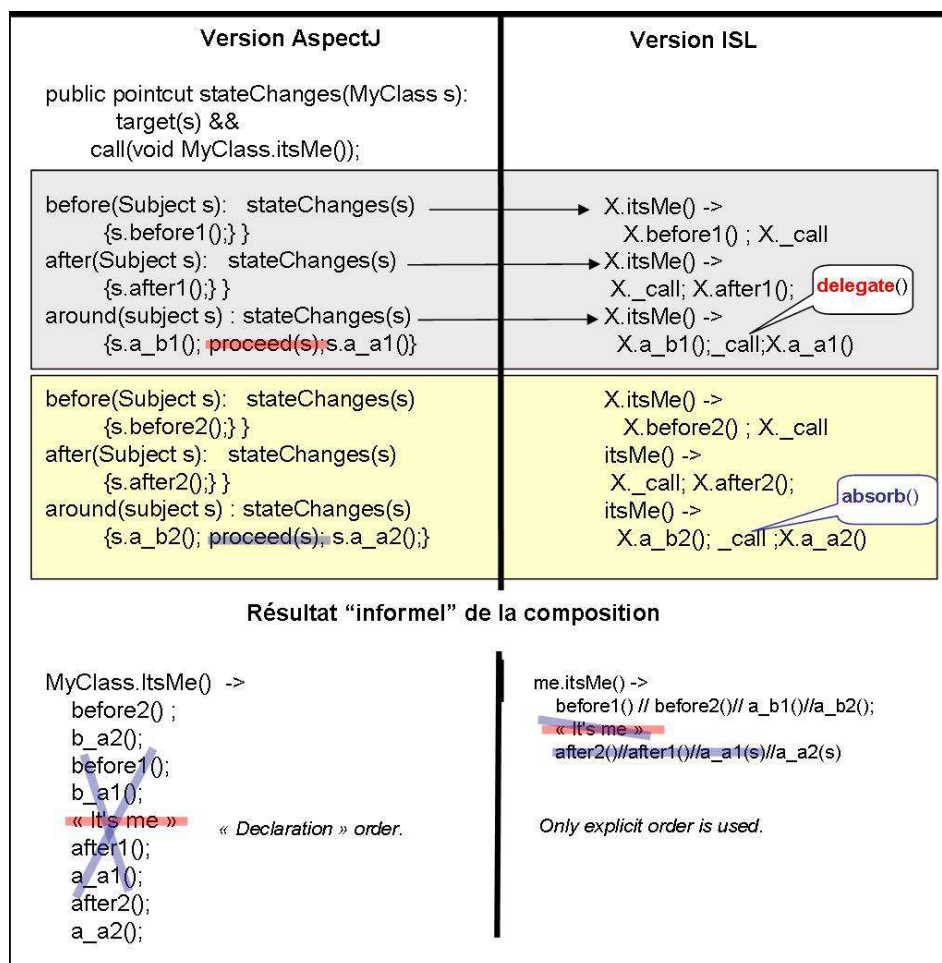 Version AspectJ
public pointcut stateChanges(MyClass s):
target(s) &&
call(void MyClass.itsMe());
before(Subject s): stateChanges(s)
{s.before1();} }
after(Subject s): stateChanges(s)
{s.after1();} }
around(subject s) : stateChanges(s)
{s.a_b1(); proceed(s);s.a_a1()}
before(Subject s): stateChanges(s)
{s.before2();} }
after(Subject s): stateChanges(s)
{s.after2();} }
around(subject s) : stateChanges(s)
{s.a_b2(); proceed(s); s.a_a2();}
Version ISL
X.itsMe() ->
X.before1() ; X._call
X.itsMe() ->
X._call; X.after1();
delegate()
X.itsMe() ->
X.a_b1();_call;X.a_a1()
X.itsMe() ->
X.before2() ; X._call
itsMe() ->
X._call; X.after2();
absorb()
itsMe() ->
X.a_b2(); _call ;X.a_a2()
Résultat “informel” de la composition
MyClass.ItsMe() ->
before2() ;
b_a2();
before1();
b_a1();
« It's me »
after1();
a_a1();
after2();
a_a2();
« Declaration » order.
me.itsMe() ->
before1() // before2()// a_b1()//a_b2();
« It's me »
after2()//after1()//a_a1(s)//a_a2(s)
Only explicit order is used.